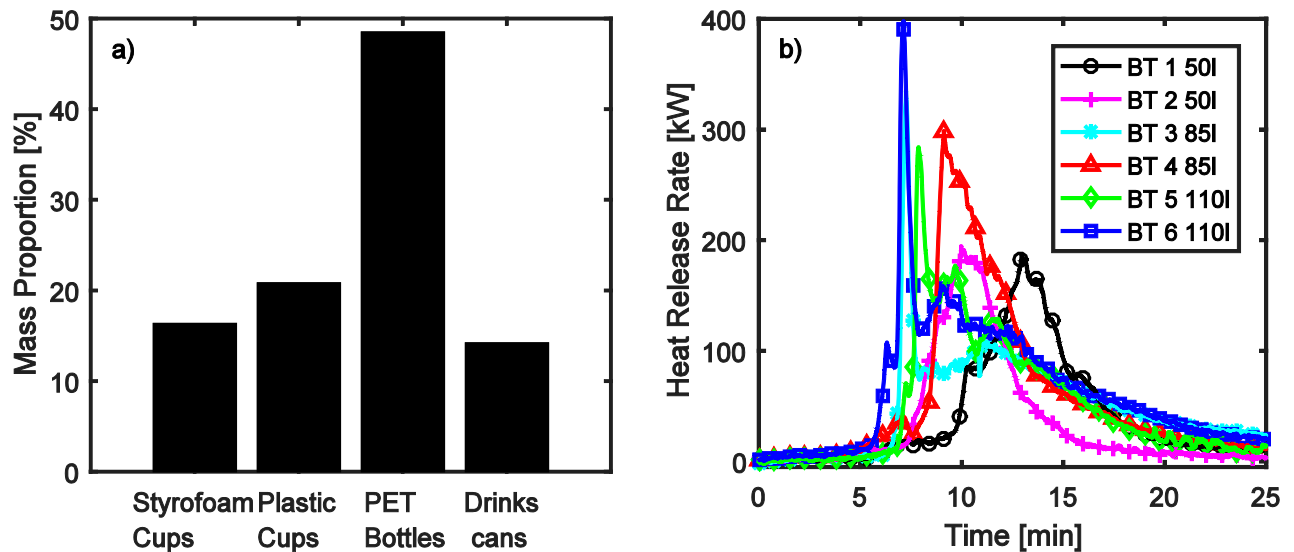 a)
Mass Proportion [%]
50
40
30
20
10
0
Styrofoam Cups
Plastic Cups
PET Bottles
Drinks cans
b)
Heat Release Rate [kW]
400
300
200
100
0
BT 1 50l
BT 2 50l
BT 3 85l
BT 4 85l
BT 5 110l
BT 6 110l
0 5 10 15 20 25
Time [min]